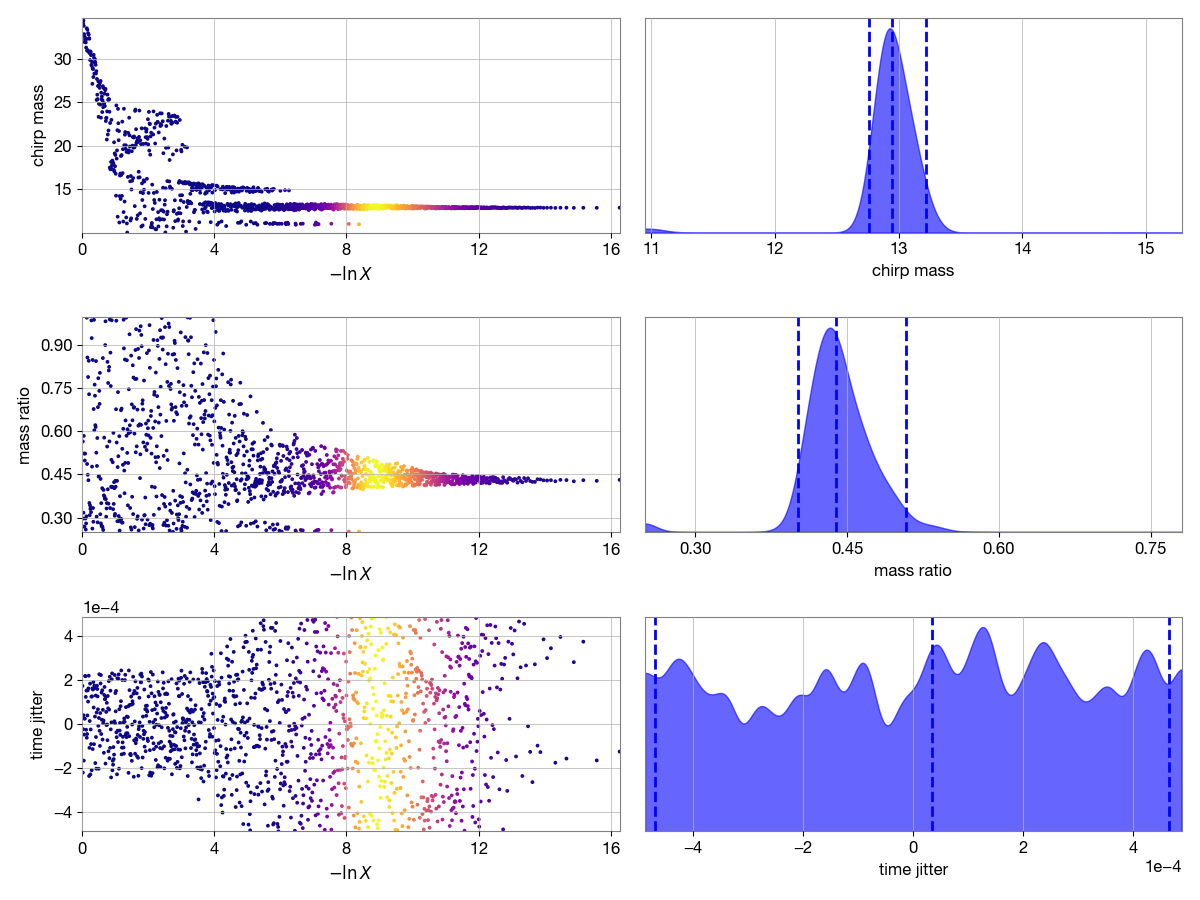 chirp mass
30
25
20
15
0 4 8 12 16
−ln X
11 12 13 14 15
chirp mass
mass ratio
0.90
0.75
0.60
0.45
0.30
0 4 8 12 16
−ln X
0.30 0.45 0.60 0.75
mass ratio
1e−4
time jitter
4
2
0
−2
−4
0 4 8 12 16
−ln X
−4 −2 0 2 4
1e−4
time jitter